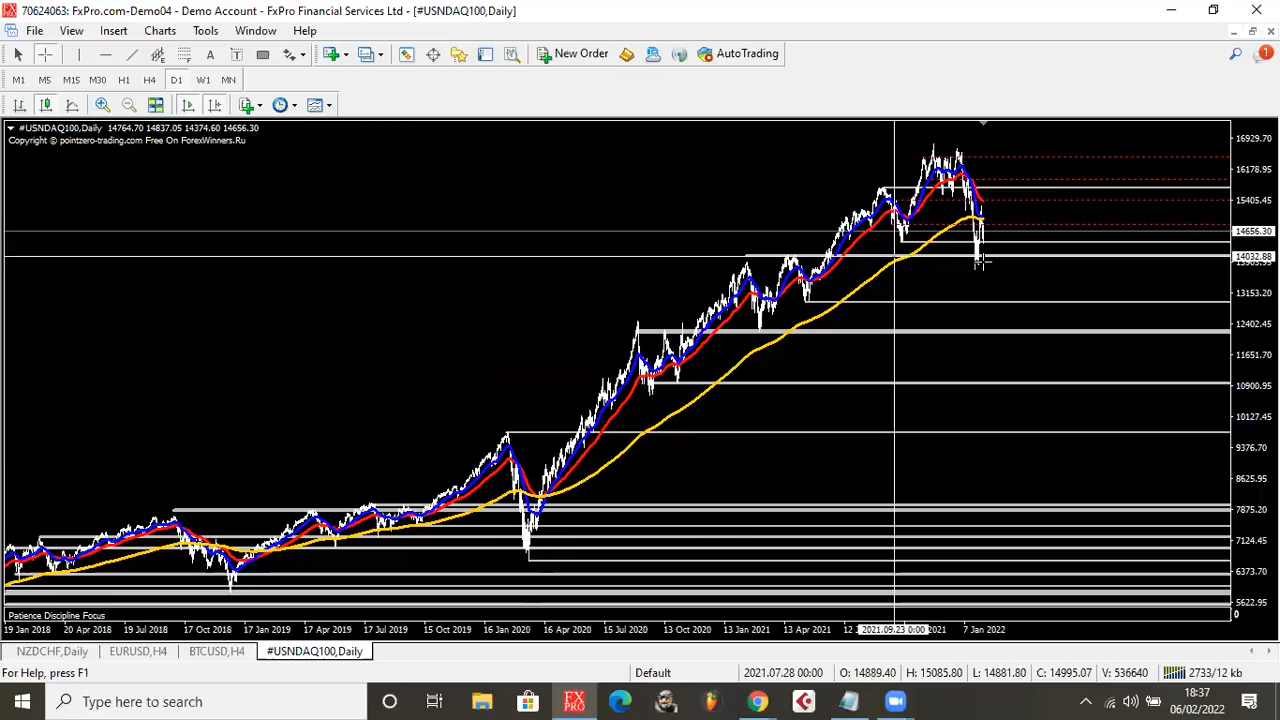 70624063: FxPro.com-Demo04 - Demo Account - FxPro Financial Services Ltd - [#USNDAQ100,Daily]
File View Insert Charts Tools Window Help
New Order AutoTrading 1
M1 M5 M15 M30 H1 H4 D1 W1 MN
#USNDAQ100,Daily 14764.70 14837.05 14374.60 14656.30
Copyright © pointzero-trading.com Free On ForexWinners.Ru
16929.70
16178.95
15405.45
14656.30
14032.88
13153.20
12402.45
11651.70
10900.95
10127.45
9376.70
8625.95
7875.20
7124.45
6373.70
5622.95
0
Patience Discipline Focus
19 Jan 2018 20 Apr 2018 19 Jul 2018 17 Oct 2018 17 Jan 2019 17 Apr 2019 17 Jul 2019 15 Oct 2019 16 Jan 2020 16 Apr 2020 15 Jul 2020 13 Oct 2020 13 Jan 2021 13 Apr 2021 12 2021.09.23 0:00 2021 7 Jan 2022
NZDCHF,Daily EURUSD,H4 BTCUSD,H4 #USNDAQ100,Daily
For Help, press F1 Default 2021.07.28 00:00 O: 14889.40 H: 15085.80 L: 14881.80 C: 14995.07 V: 536640 2733/12 kb
Type here to search FX PRO 18:37
06/02/2022